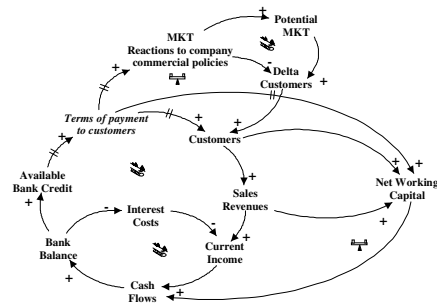 Potential
MKT
MKT
Reactions to company
commercial policies
Delta
Customers
Terms of payment
to customers
Customers
Available
Bank Credit
Net Working
Capital
Sales
Revenues
Interest
Costs
Bank
Balance
Current
Income
Cash
Flows